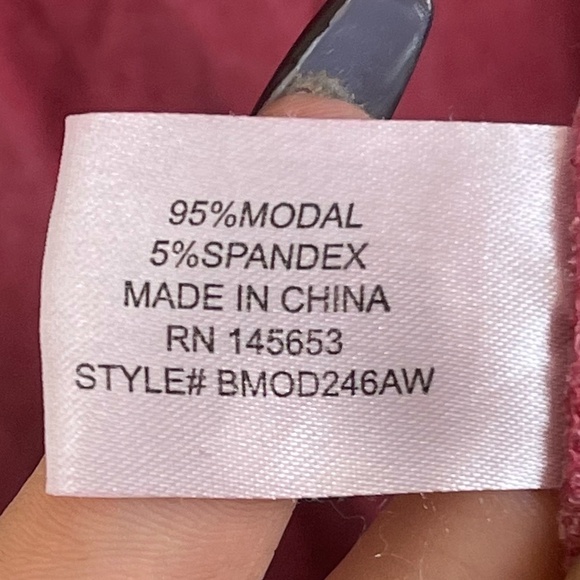 95%MODAL
5%SPANDEX
MADE IN CHINA
RN 145653
STYLE# BMOD246AW